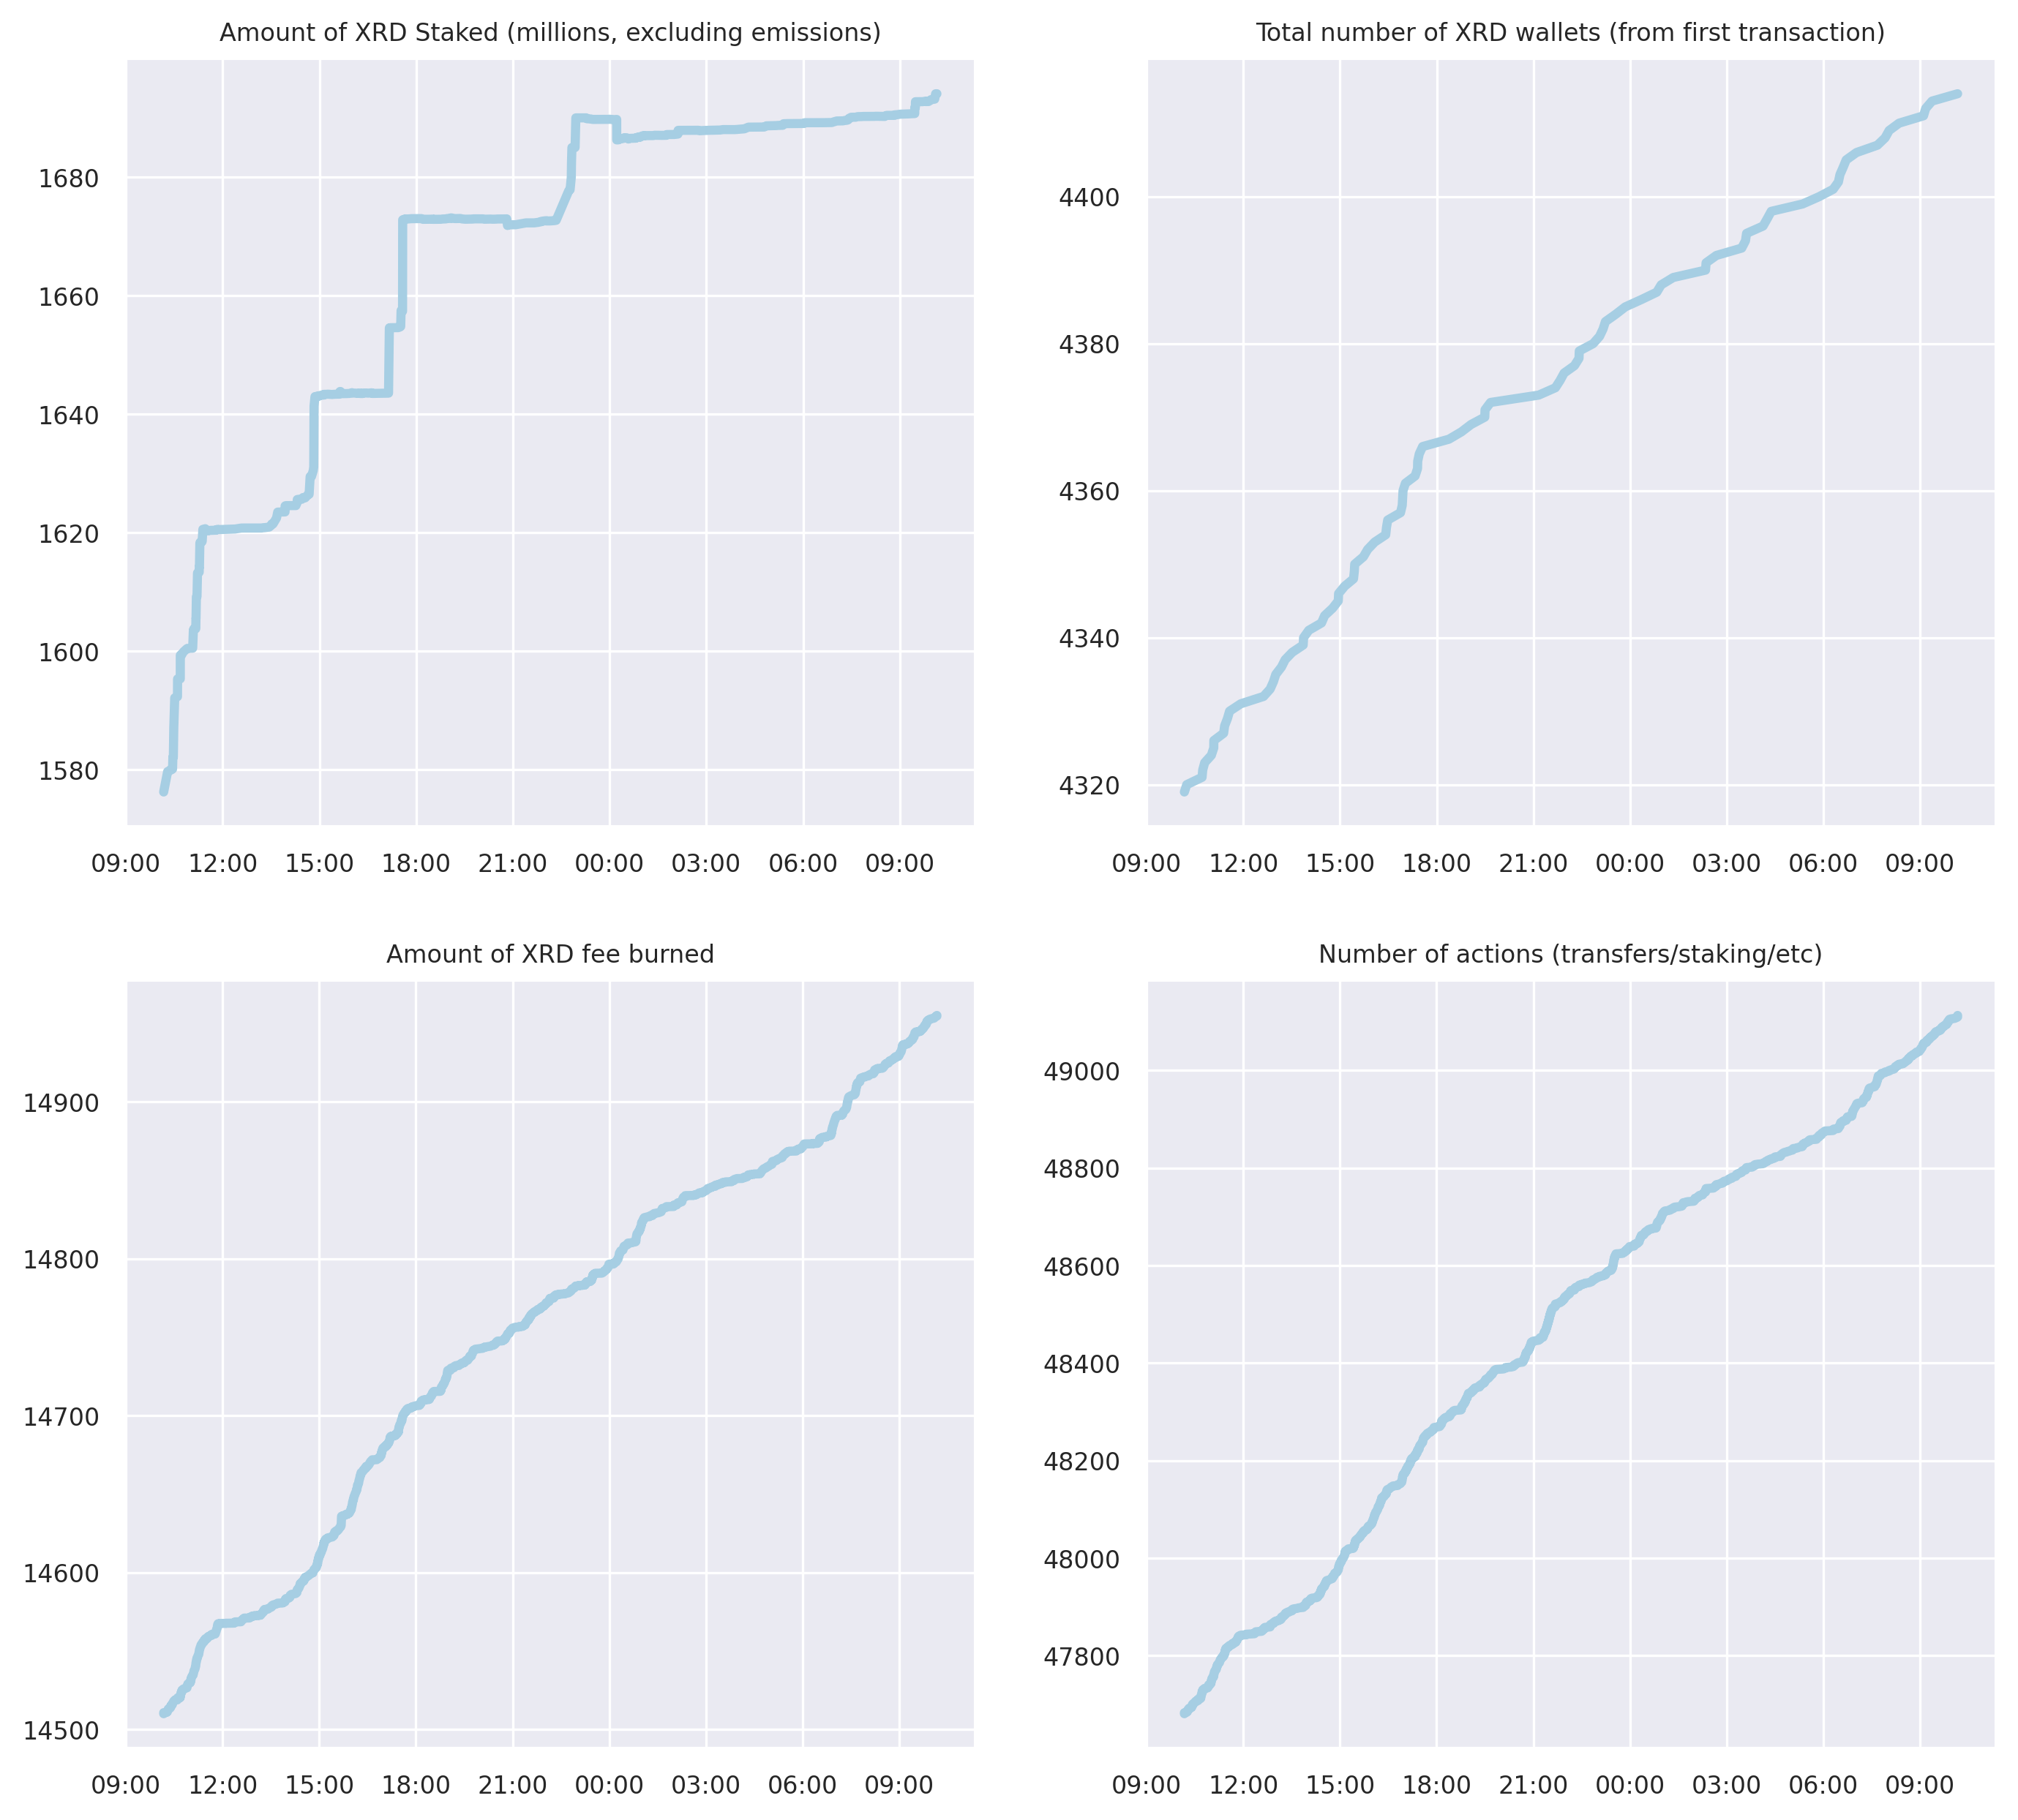 Amount of XRD Staked (millions, excluding emissions)
1680
1660
1640
1620
1600
1580
09:00 12:00 15:00 18:00 21:00 00:00 03:00 06:00 09:00
Total number of XRD wallets (from first transaction)
4400
4380
4360
4340
4320
09:00 12:00 15:00 18:00 21:00 00:00 03:00 06:00 09:00
Amount of XRD fee burned
14900
14800
14700
14600
14500
09:00 12:00 15:00 18:00 21:00 00:00 03:00 06:00 09:00
Number of actions (transfers/staking/etc)
49000
48800
48600
48400
48200
48000
47800
09:00 12:00 15:00 18:00 21:00 00:00 03:00 06:00 09:00